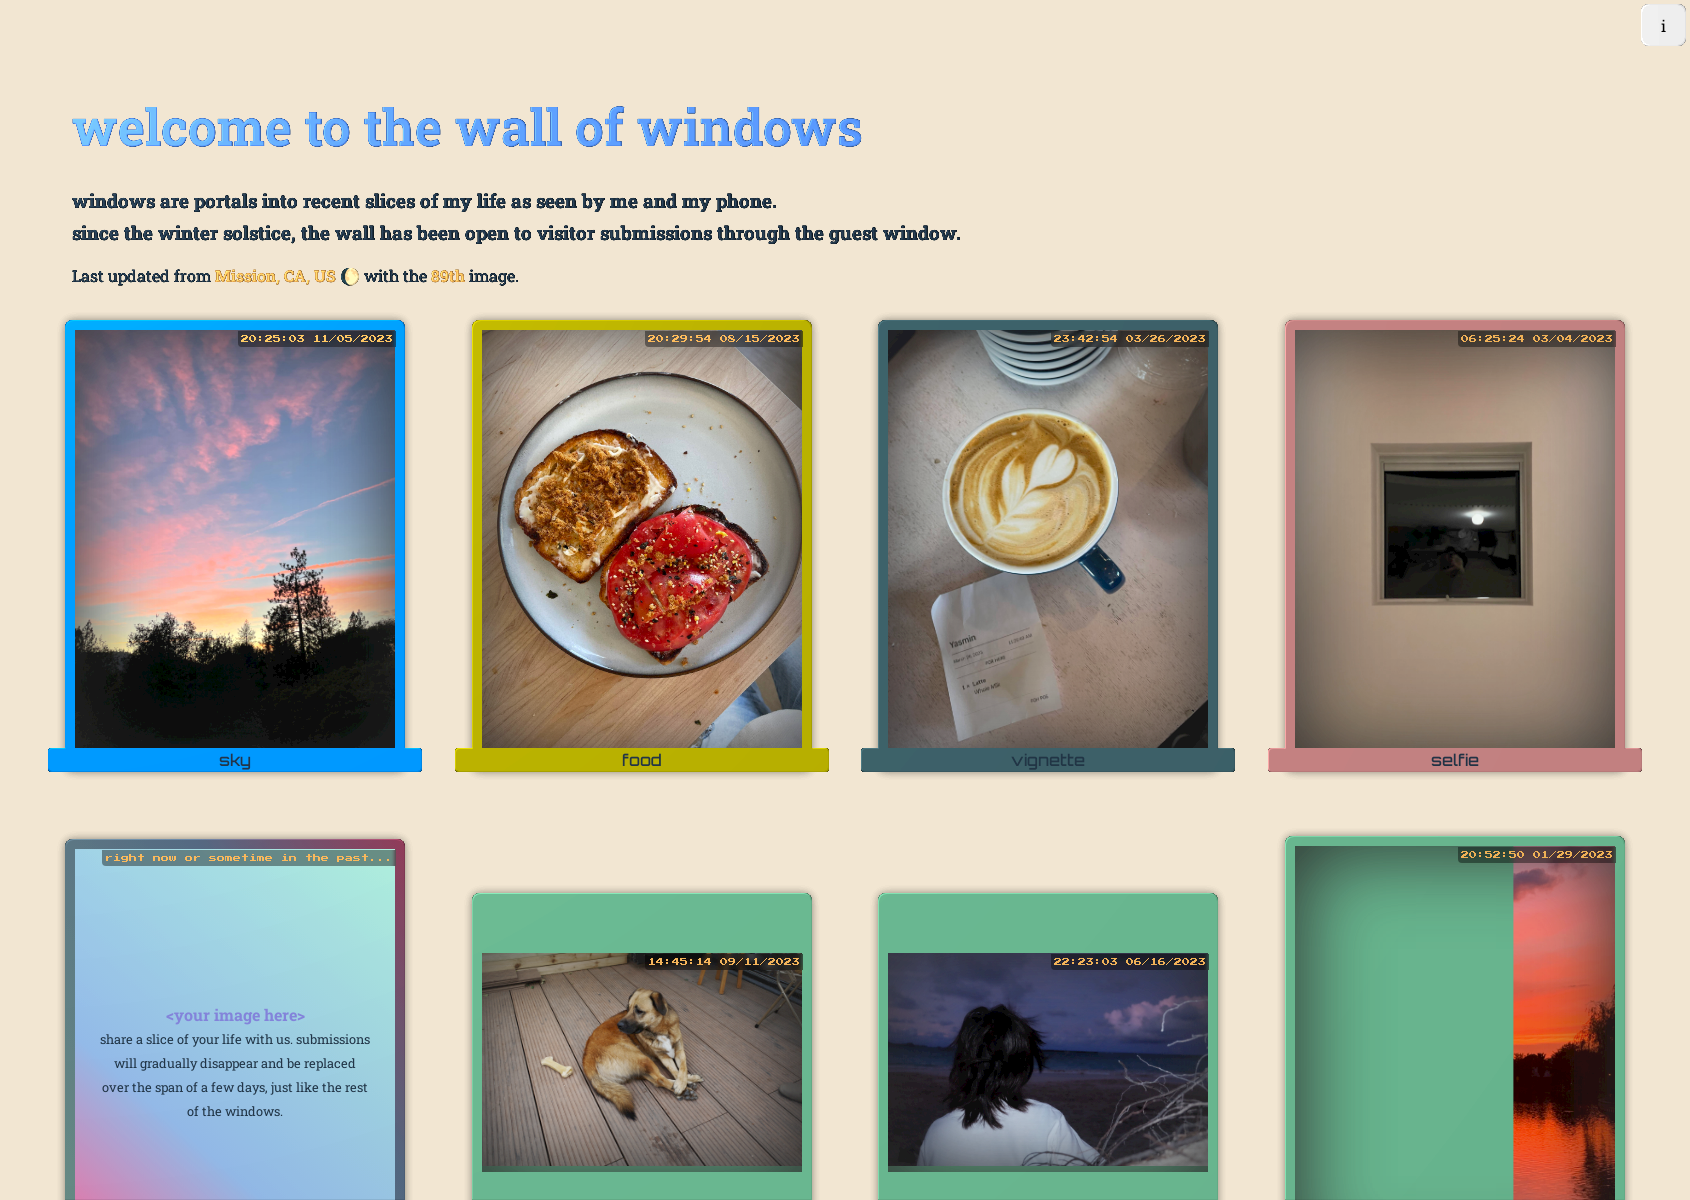 i
welcome to the wall of windows
windows are portals into recent slices of my life as seen by me and my phone.
since the winter solstice, the wall has been open to visitor submissions through the guest window.
Last updated from Mission, CA, US 🌔 with the 89th image.
20:25:03 11/05/2023
20:29:54 08/15/2023
23:42:54 03/26/2023
06:25:24 03/04/2023
Yasmin
FOR HERE
1 × Latte
Whole Milk
sky
food
vignette
selfie
right now or sometime in the past...
<your image here>
share a slice of your life with us. submissions
will gradually disappear and be replaced
over the span of a few days, just like the rest
of the windows.
14:45:14 09/11/2023
22:23:03 06/16/2023
20:52:50 01/29/2023